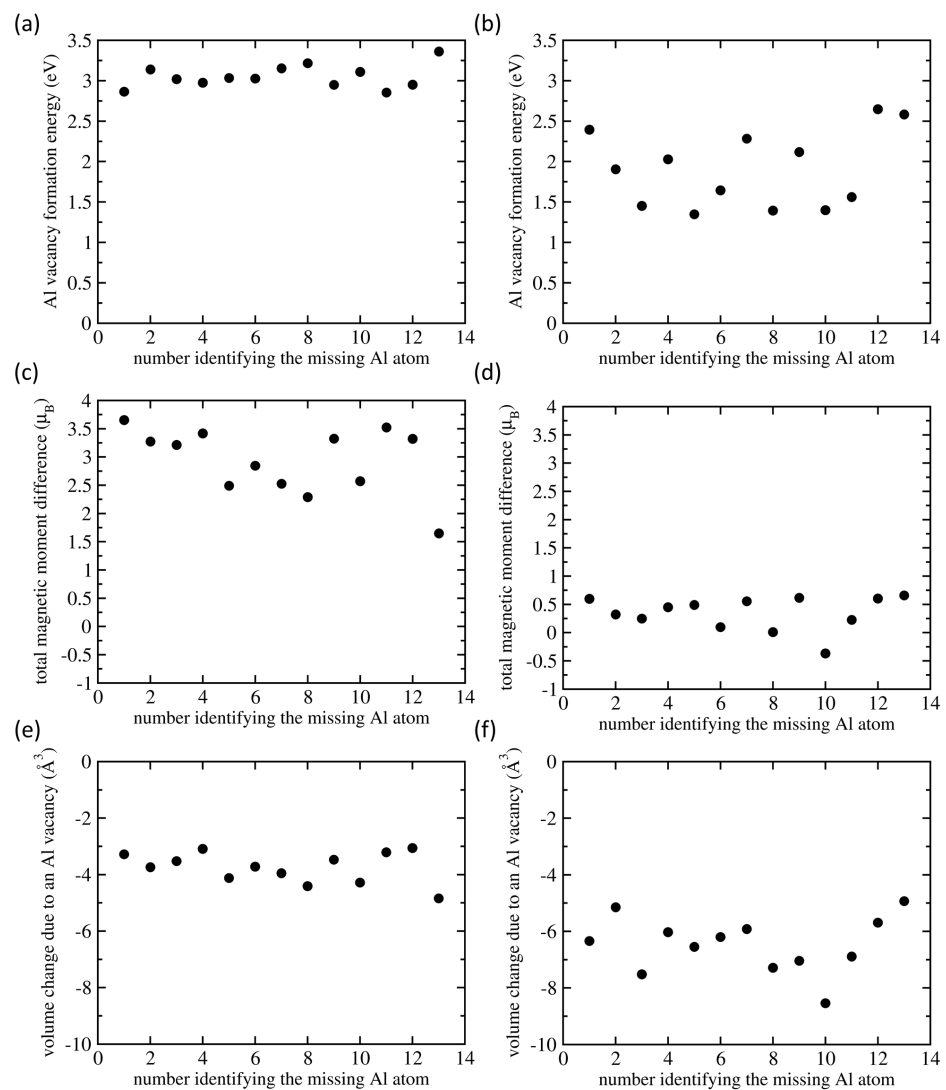 (a)
3.5
3
2.5
2
1.5
1
0.5
0
Al vacancy formation energy (eV)
0 2 4 6 8 10 12 14
number identifying the missing Al atom
(b)
3.5
3
2.5
2
1.5
1
0.5
0
Al vacancy formation energy (eV)
0 2 4 6 8 10 12 14
number identifying the missing Al atom
(c)
4
3.5
3
2.5
2
1.5
1
0.5
0
-0.5
-1
total magnetic moment difference (μB)
0 2 4 6 8 10 12 14
number identifying the missing Al atom
(d)
4
3.5
3
2.5
2
1.5
1
0.5
0
-0.5
-1
total magnetic moment difference (μB)
0 2 4 6 8 10 12 14
number identifying the missing Al atom
(e)
0
-2
-4
-6
-8
-10
volume change due to an Al vacancy (Å³)
0 2 4 6 8 10 12 14
number identifying the missing Al atom
(f)
0
-2
-4
-6
-8
-10
volume change due to an Al vacancy (Å³)
0 2 4 6 8 10 12 14
number identifying the missing Al atom